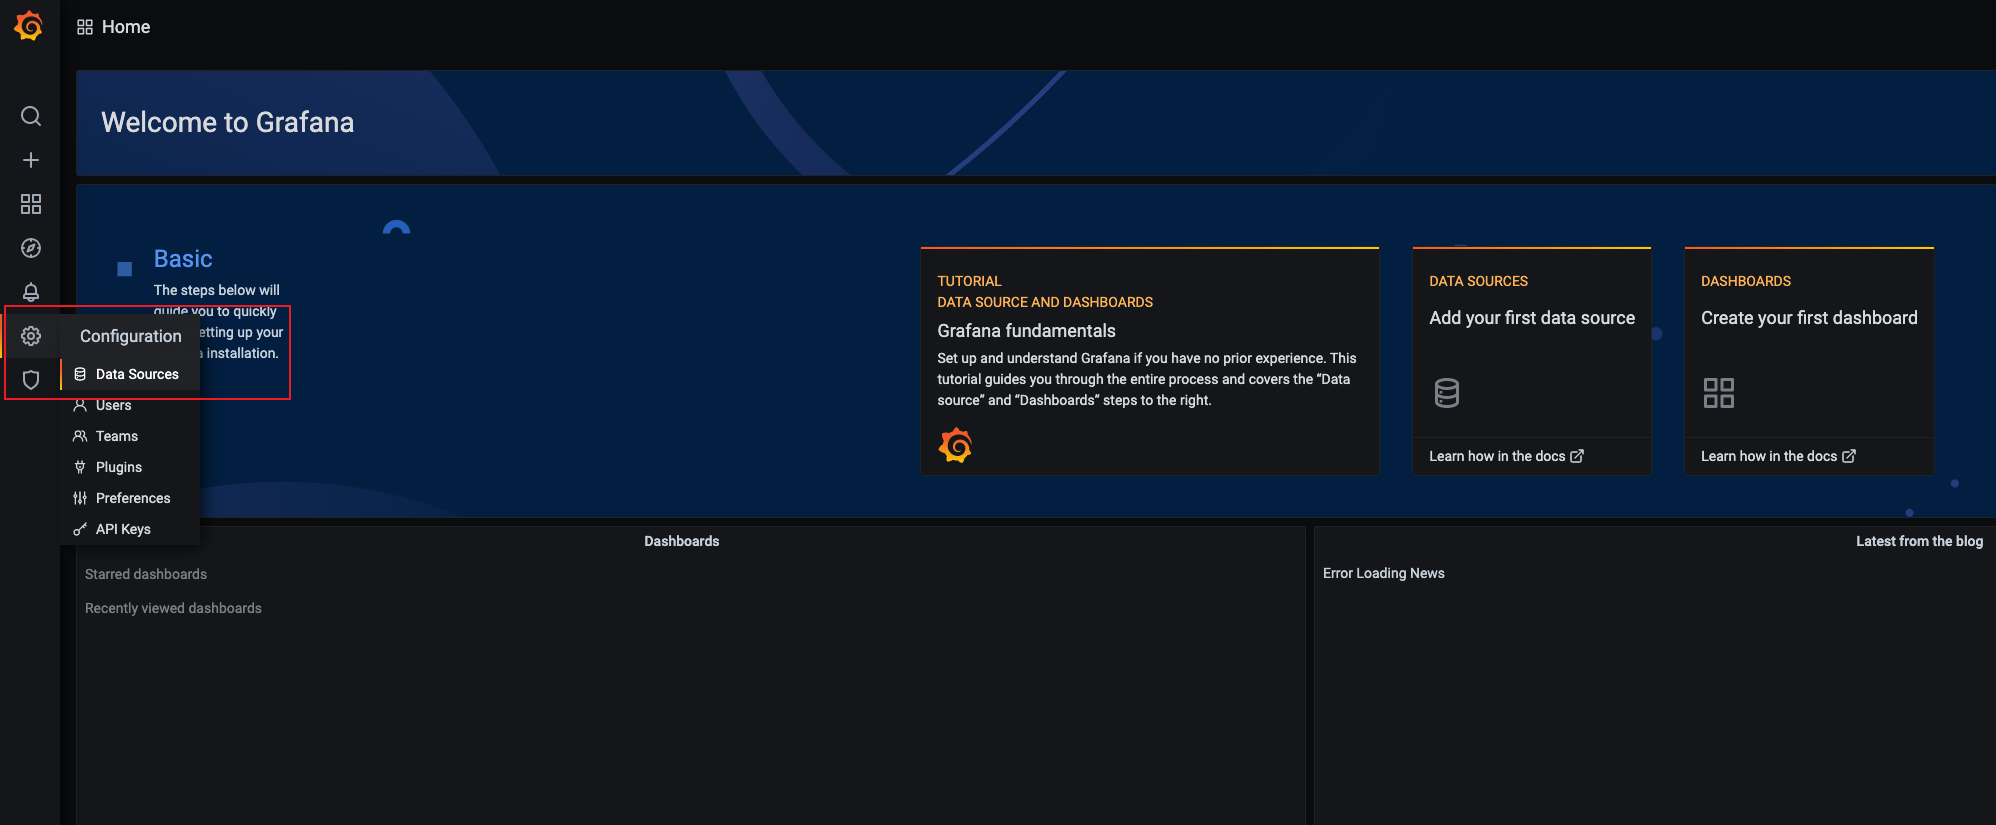 Home
Welcome to Grafana
Basic
The steps below will
guide you to quickly
etting up your
installation.
Configuration
Data Sources
Users
Teams
Plugins
Preferences
API Keys
TUTORIAL
DATA SOURCE AND DASHBOARDS
Grafana fundamentals
Set up and understand Grafana if you have no prior experience. This
tutorial guides you through the entire process and covers the “Data
source” and “Dashboards” steps to the right.
DATA SOURCES
Add your first data source
Learn how in the docs
DASHBOARDS
Create your first dashboard
Learn how in the docs
Dashboards
Starred dashboards
Recently viewed dashboards
Latest from the blog
Error Loading News